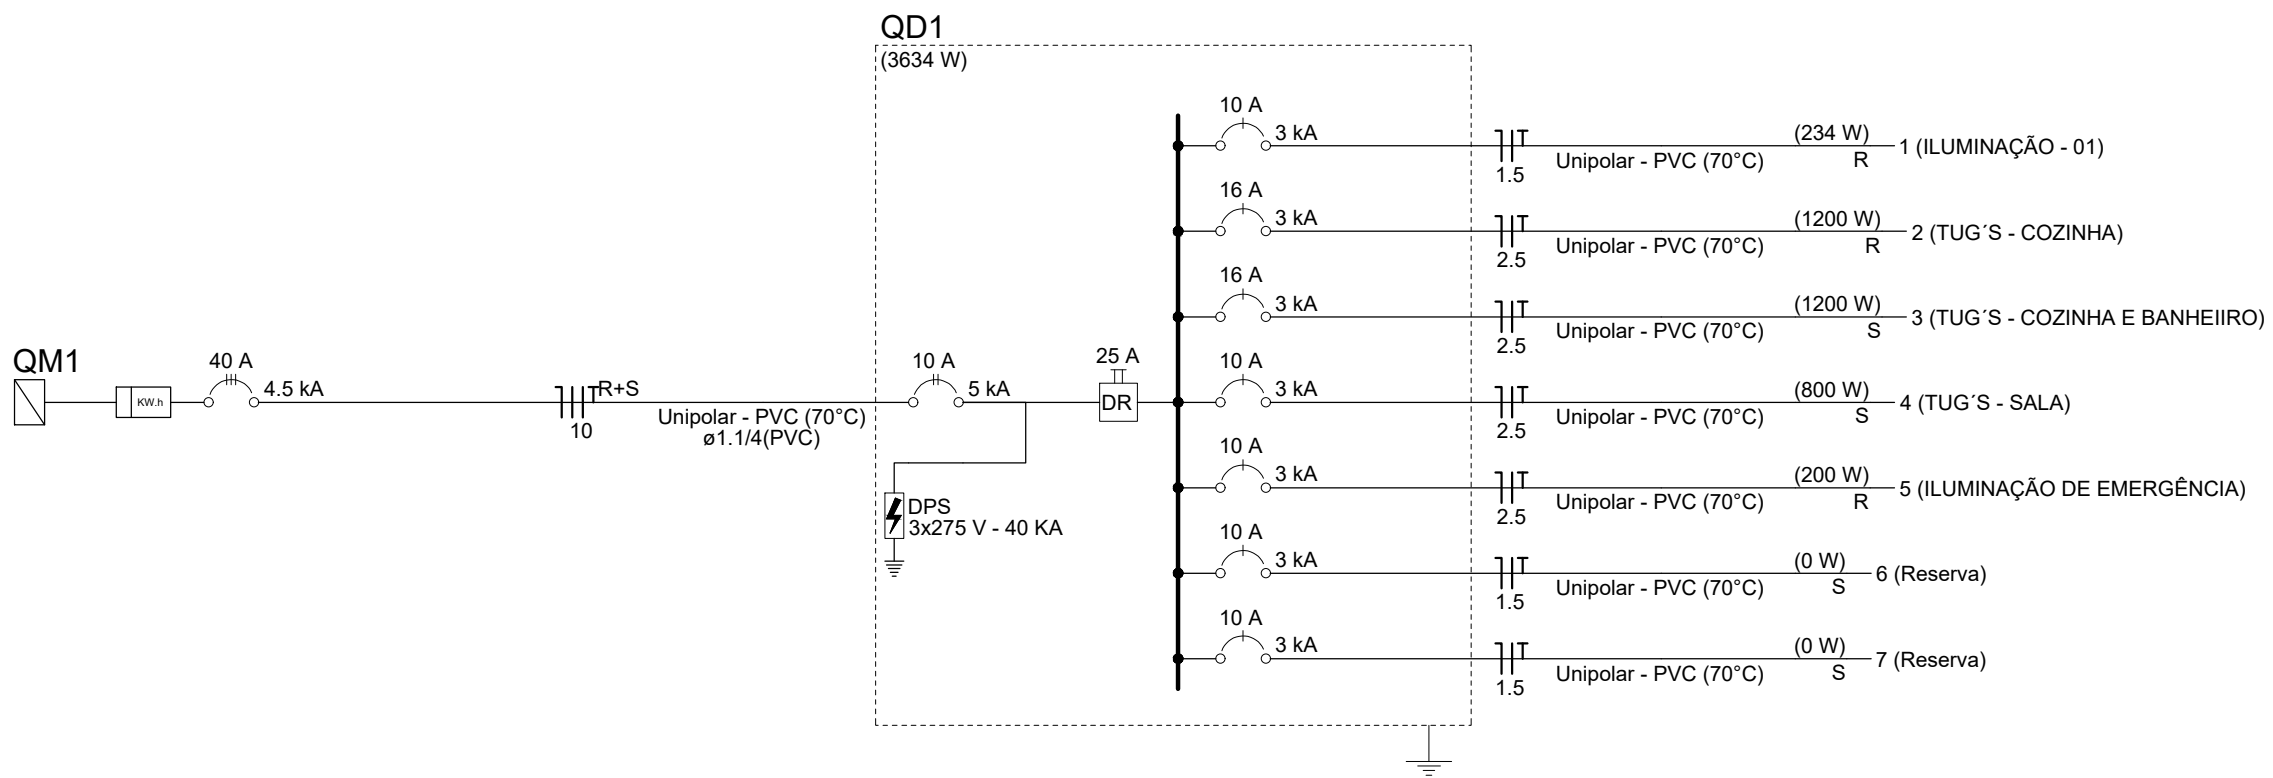 QD1
(3634 W)
10 A
3 kA
1.5
Unipolar - PVC (70°C)
(234 W)
R
1 (ILUMINAÇÃO - 01)
16 A
3 kA
2.5
Unipolar - PVC (70°C)
(1200 W)
R
2 (TUG´S - COZINHA)
16 A
3 kA
2.5
Unipolar - PVC (70°C)
(1200 W)
S
3 (TUG´S - COZINHA E BANHEIIRO)
QM1
KW.h
40 A
4.5 kA
R+S
10
Unipolar - PVC (70°C)
ø1.1/4(PVC)
10 A
5 kA
25 A
DR
10 A
3 kA
2.5
Unipolar - PVC (70°C)
(800 W)
S
4 (TUG´S - SALA)
DPS
3x275 V - 40 KA
10 A
3 kA
2.5
Unipolar - PVC (70°C)
(200 W)
R
5 (ILUMINAÇÃO DE EMERGÊNCIA)
10 A
3 kA
1.5
Unipolar - PVC (70°C)
(0 W)
S
6 (Reserva)
10 A
3 kA
1.5
Unipolar - PVC (70°C)
(0 W)
S
7 (Reserva)